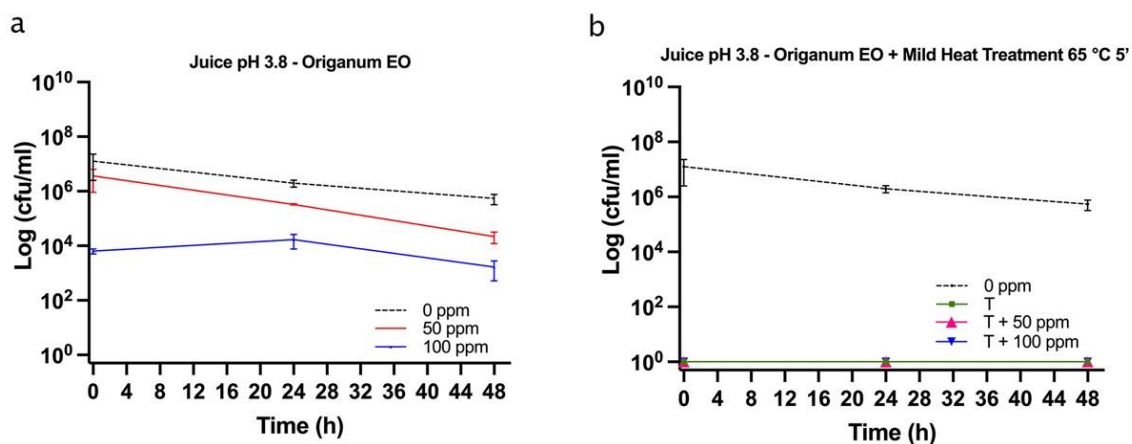 a
Juice pH 3.8 - Origanum EO
Log (cfu/ml)
10^10
10^8
10^6
10^4
10^2
10^0
0 ppm
50 ppm
100 ppm
0 4 8 12 16 20 24 28 32 36 40 44 48
Time (h)
b
Juice pH 3.8 - Origanum EO + Mild Heat Treatment 65 °C 5’
Log (cfu/ml)
10^10
10^8
10^6
10^4
10^2
10^0
0 ppm
T
T + 50 ppm
T + 100 ppm
0 4 8 12 16 20 24 28 32 36 40 44 48
Time (h)